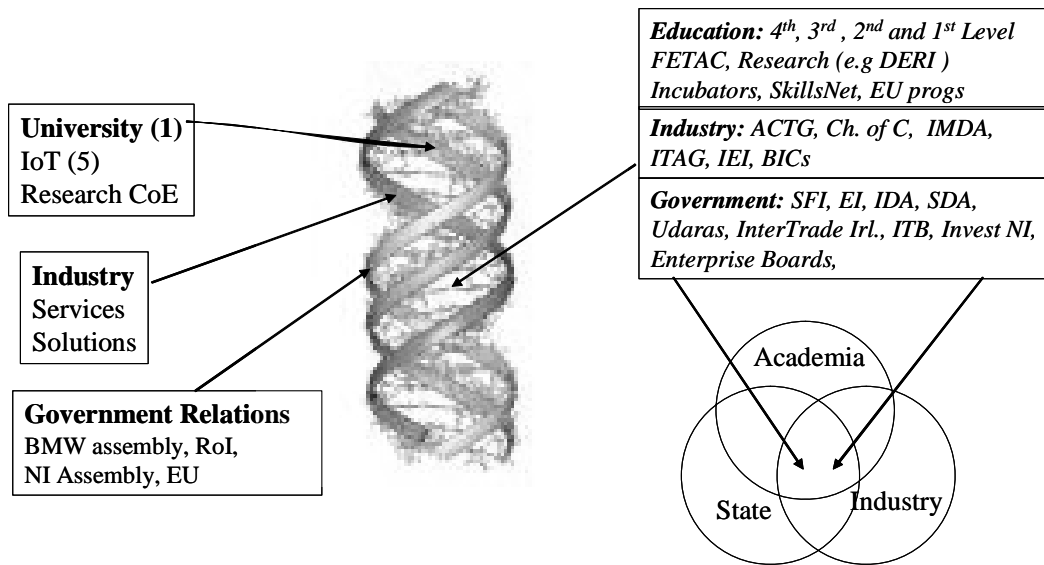 University (1)
IoT (5)
Research CoE
Industry
Services
Solutions
Government Relations
BMW assembly, RoI,
NI Assembly, EU
Education: 4th, 3rd , 2nd and 1st Level
FETAC, Research (e.g DERI )
Incubators, SkillsNet, EU progs
Industry: ACTG, Ch. of C, IMDA,
ITAG, IEI, BICs
Government: SFI, EI, IDA, SDA,
Udaras, InterTrade Irl., ITB, Invest NI,
Enterprise Boards,
Academia
State
Industry